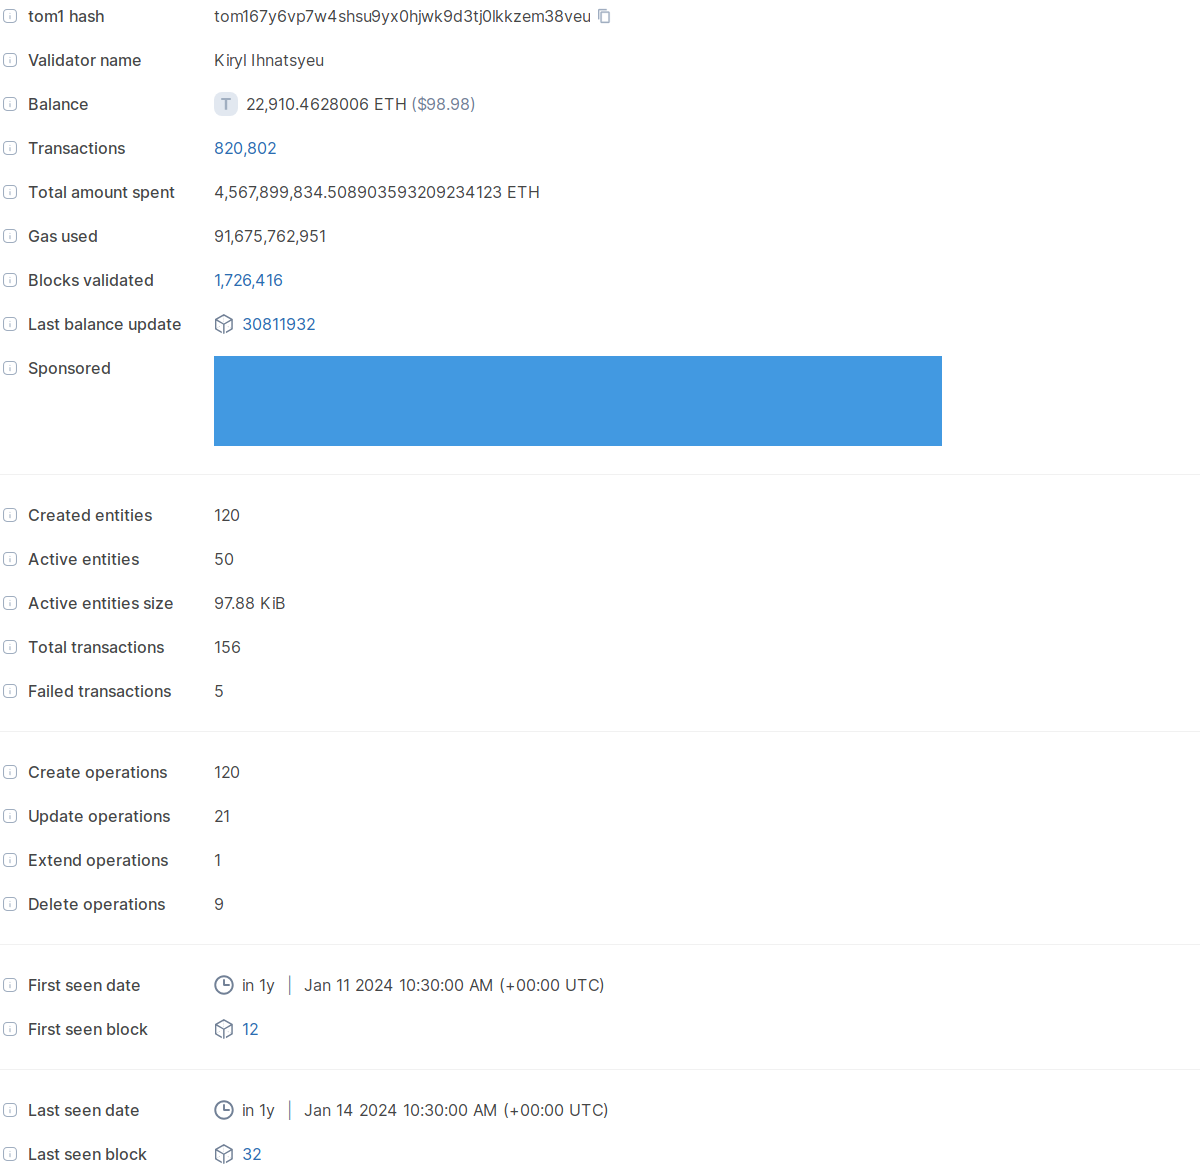 tom1 hash tom167y6vp7w4shsu9yx0hjwk9d3tj0lkkzem38veu
Validator name Kiryl Ihnatsyeu
Balance T 22,910.4628006 ETH ($98.98)
Transactions 820,802
Total amount spent 4,567,899,834.508903593209234123 ETH
Gas used 91,675,762,951
Blocks validated 1,726,416
Last balance update 30811932
Sponsored
Created entities 120
Active entities 50
Active entities size 97.88 KiB
Total transactions 156
Failed transactions 5
Create operations 120
Update operations 21
Extend operations 1
Delete operations 9
First seen date in 1y | Jan 11 2024 10:30:00 AM (+00:00 UTC)
First seen block 12
Last seen date in 1y | Jan 14 2024 10:30:00 AM (+00:00 UTC)
Last seen block 32